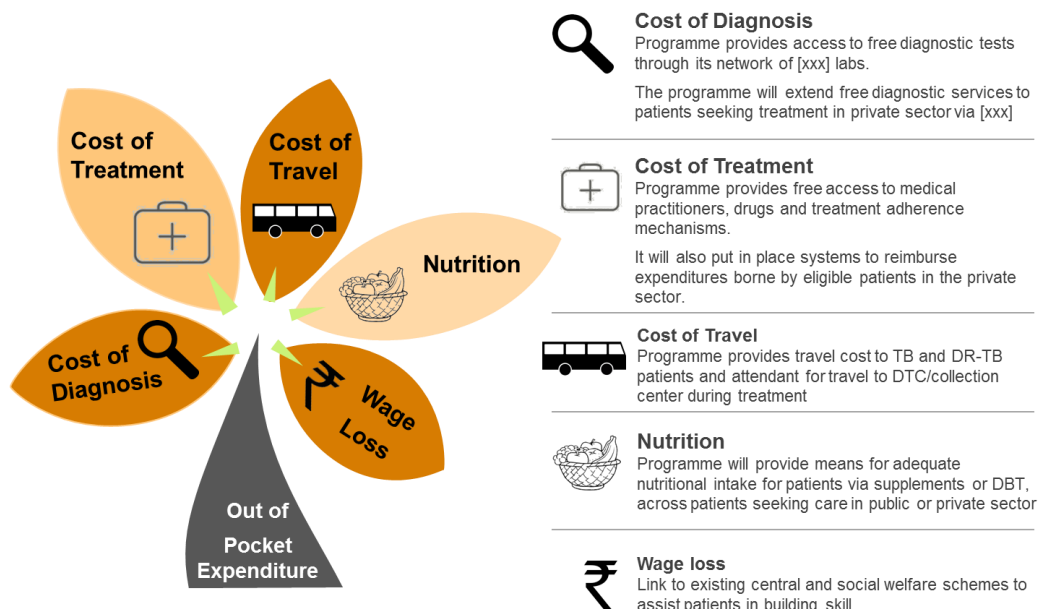 Cost of
Treatment
Cost of
Travel
Nutrition
Cost of
Diagnosis
Wage
Loss
Out of
Pocket
Expenditure
Cost of Diagnosis
Programme provides access to free diagnostic tests
through its network of [xxx] labs.
The programme will extend free diagnostic services to
patients seeking treatment in private sector via [xxx]
Cost of Treatment
Programme provides free access to medical
practitioners, drugs and treatment adherence
mechanisms.
It will also put in place systems to reimburse
expenditures borne by eligible patients in the private
sector.
Cost of Travel
Programme provides travel cost to TB and DR-TB
patients and attendant for travel to DTC/collection
center during treatment
Nutrition
Programme will provide means for adequate
nutritional intake for patients via supplements or DBT,
across patients seeking care in public or private sector
Wage loss
Link to existing central and social welfare schemes to
assist patients in building skill